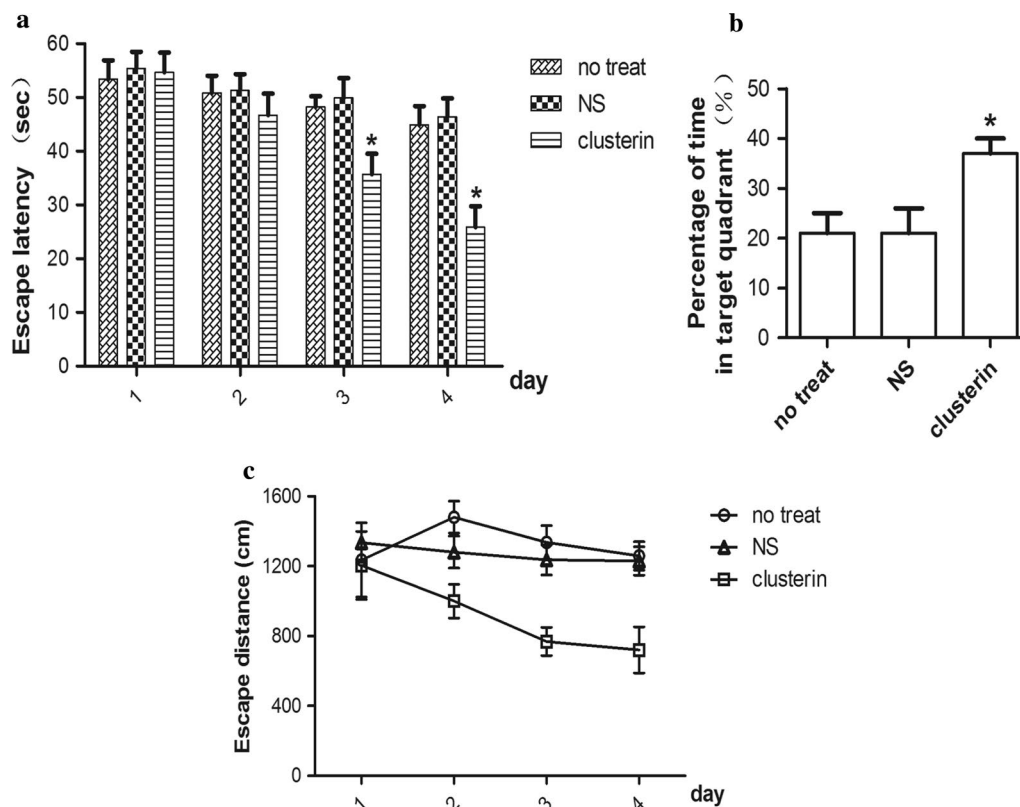 a
Escape latency (sec)
60
50
40
30
20
10
0
no treat
NS
clusterin
*
*
1
2
3
4
day
b
Percentage of time
in target quadrant (%)
50
40
30
20
10
0
*
no treat
NS
clusterin
c
Escape distance (cm)
1600
1200
800
400
0
no treat
NS
clusterin
1
2
3
4
day